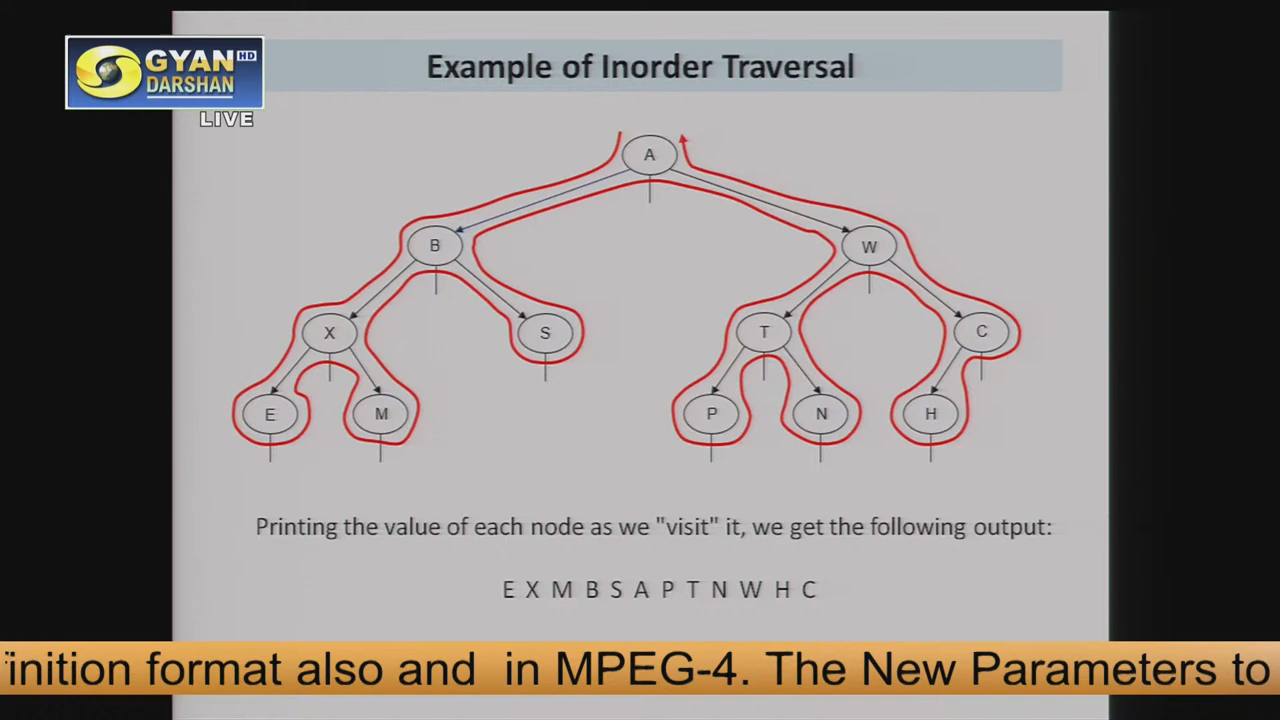 GYAN HD
DARSHAN
LIVE
Example of Inorder Traversal
A
B W
X S T C
E M P N H
Printing the value of each node as we "visit" it, we get the following output:
E X M B S A P T N W H C
inition format also and in MPEG-4. The New Parameters to